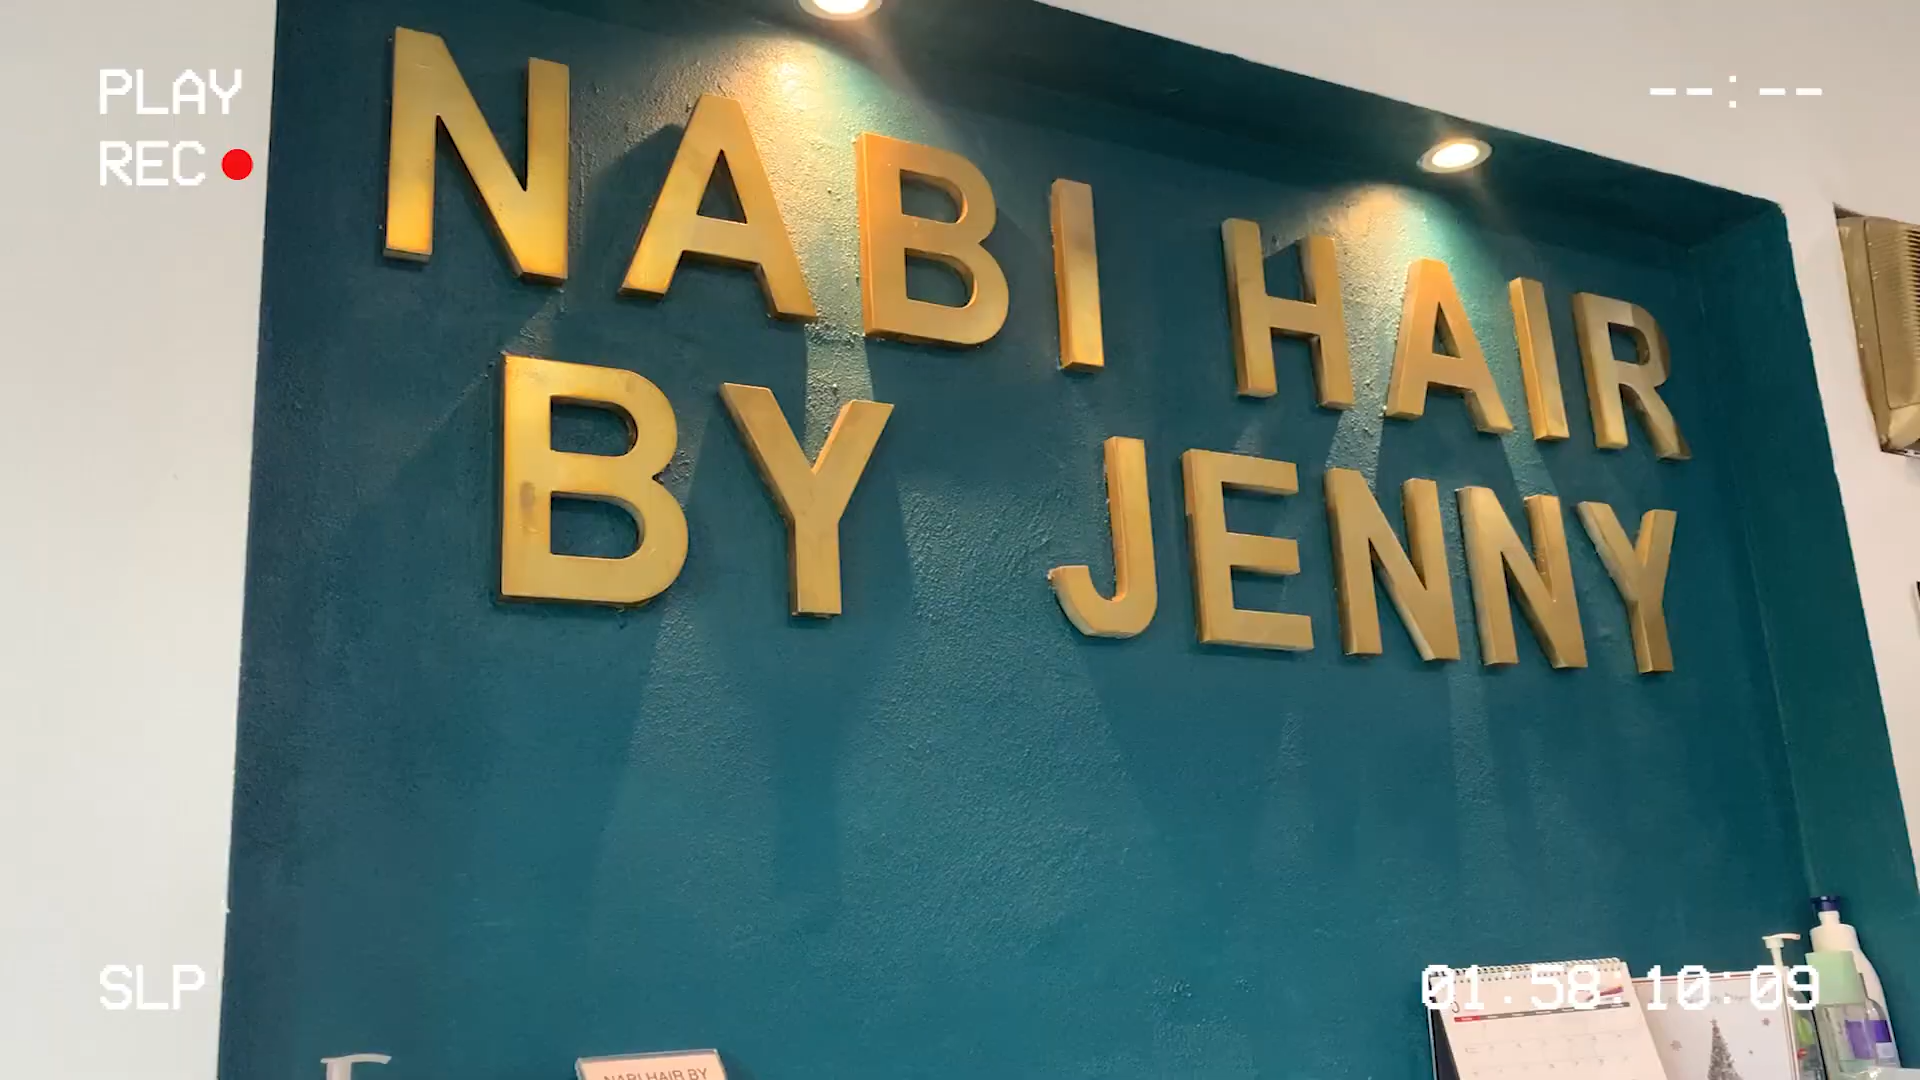 PLAY
--:--
REC
NABI HAIR
BY JENNY
SLP
01:58:10:09
NABI HAIR BY